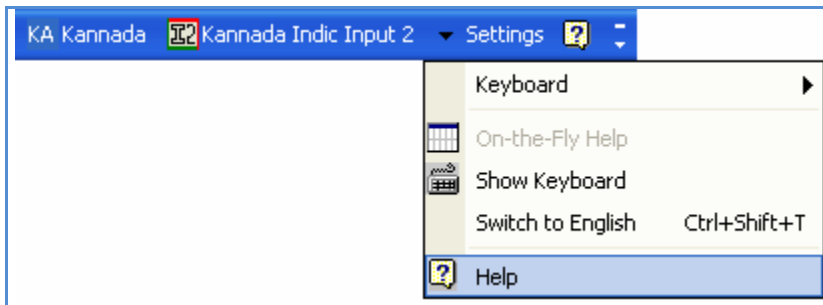 KA Kannada I2 Kannada Indic Input 2 Settings ?
Keyboard
On-the-Fly Help
Show Keyboard
Switch to English Ctrl+Shift+T
? Help